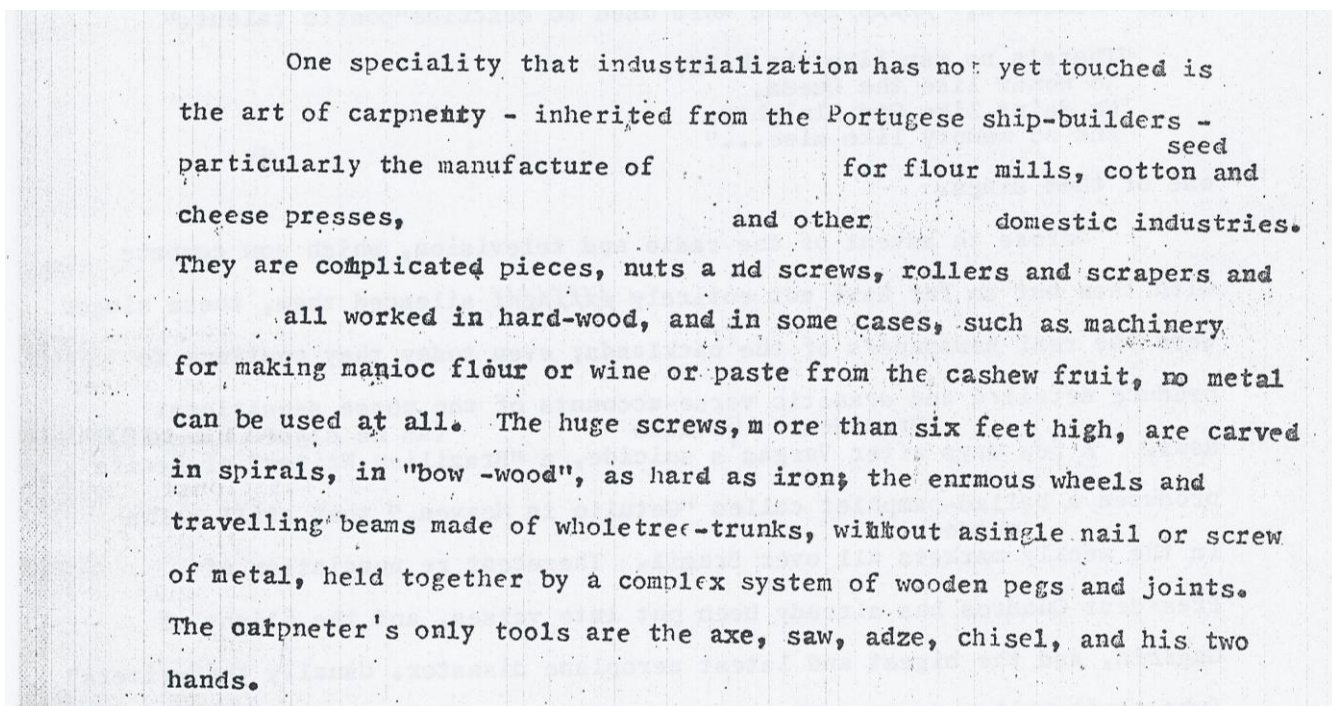 One speciality that industrialization has not yet touched is
the art of carpnenty - inherited from the Portugese ship-builders -
seed
particularly the manufacture of for flour mills, cotton and
cheese presses, and other domestic industries.
They are complicated pieces, nuts a nd screws, rollers and scrapers and
all worked in hard-wood, and in some cases, such as machinery
for making manioc flour or wine or paste from the cashew fruit, no metal
can be used at all. The huge screws, m ore than six feet high, are carved
in spirals, in "bow -wood", as hard as iron; the enrmous wheels and
travelling beams made of wholetree-trunks, without asingle nail or screw
of metal, held together by a complex system of wooden pegs and joints.
The carpneter's only tools are the axe, saw, adze, chisel, and his two
hands.